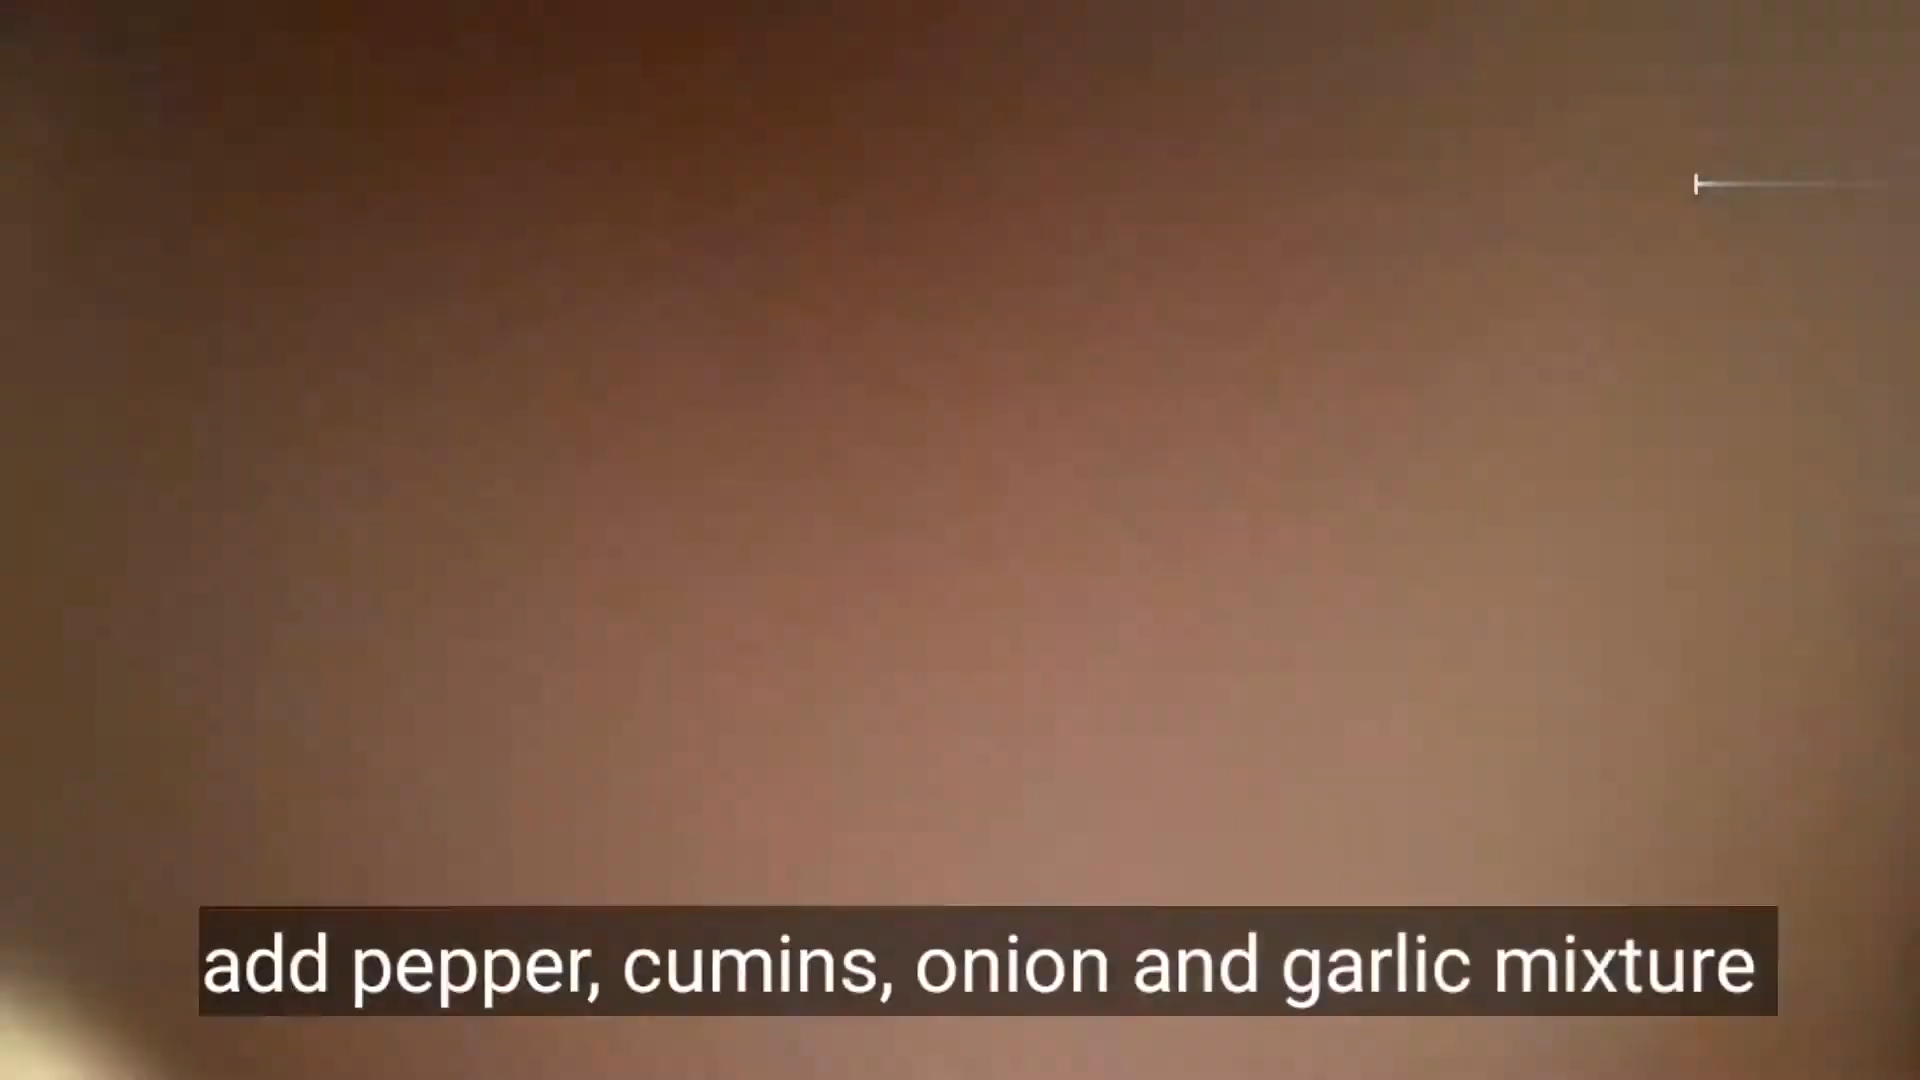 add pepper, cumins, onion and garlic mixture